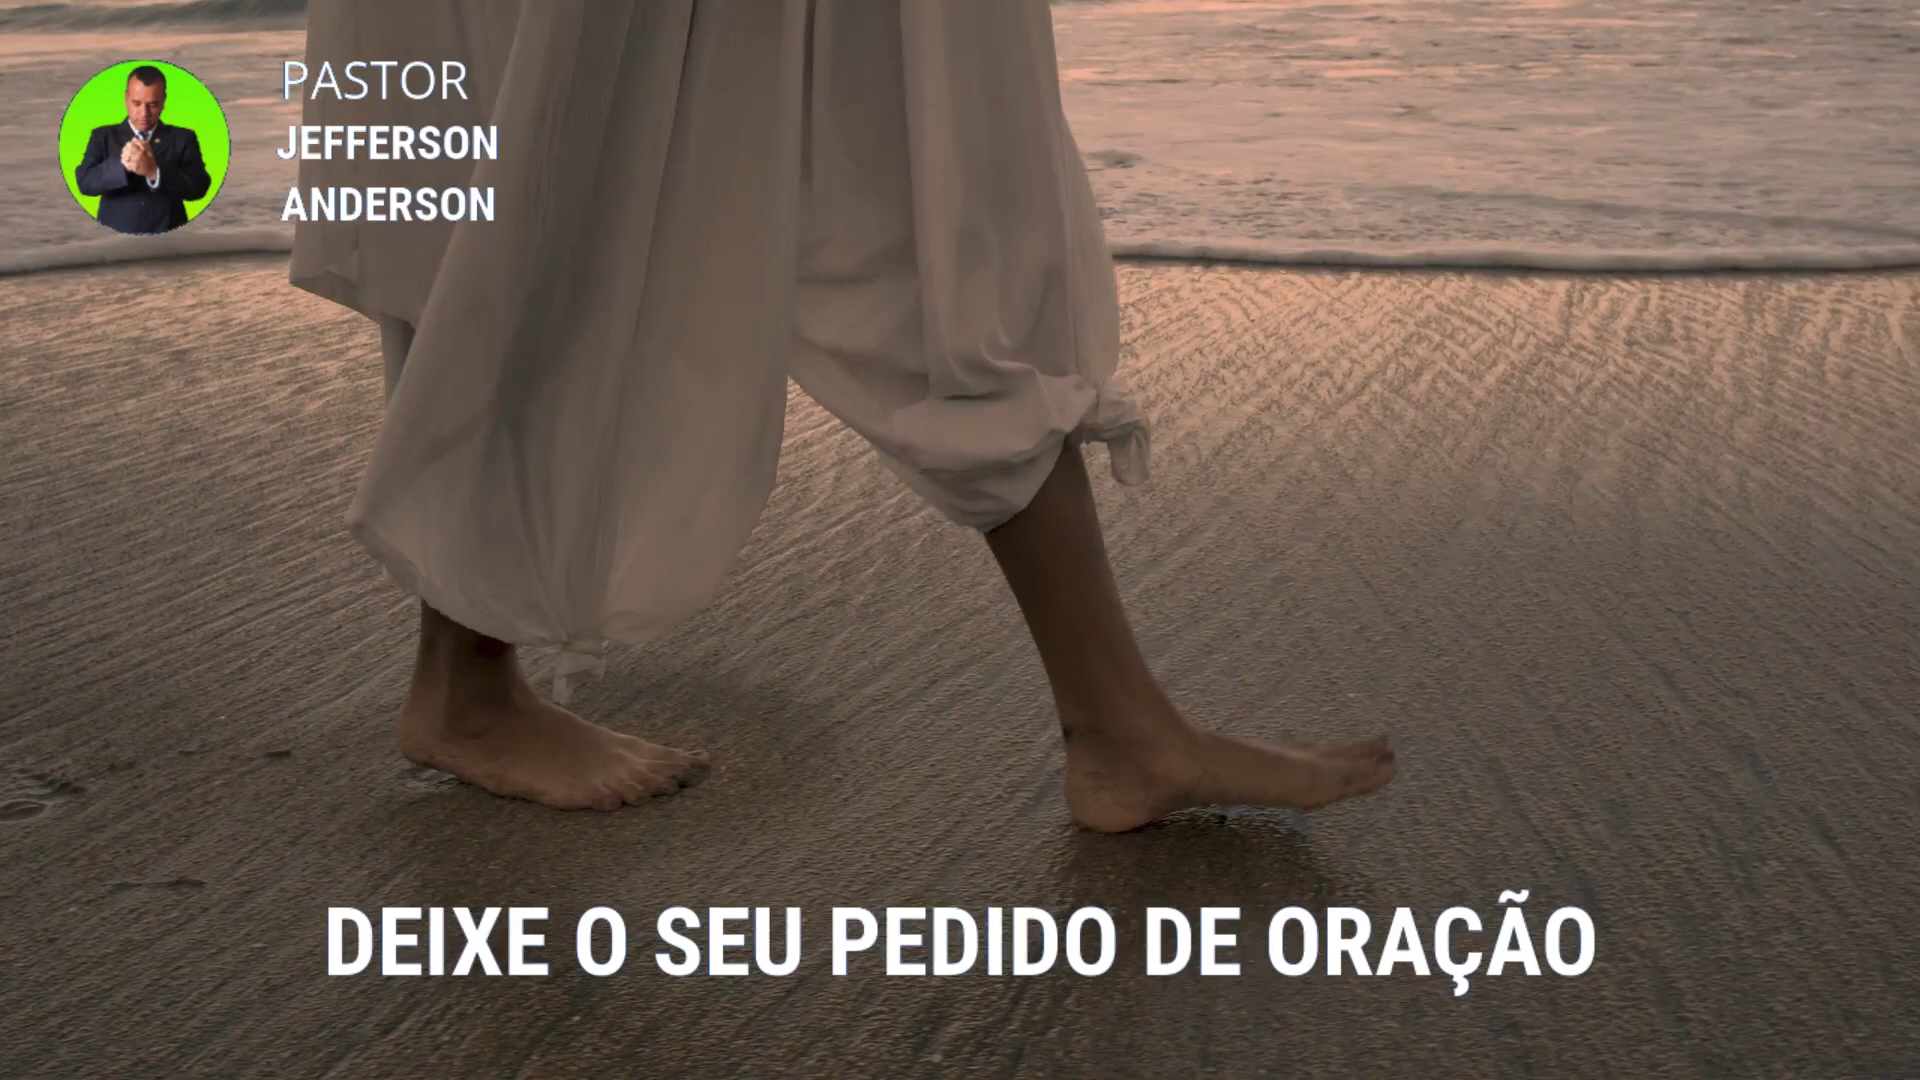 PASTOR
JEFFERSON
ANDERSON
DEIXE O SEU PEDIDO DE ORAÇÃO